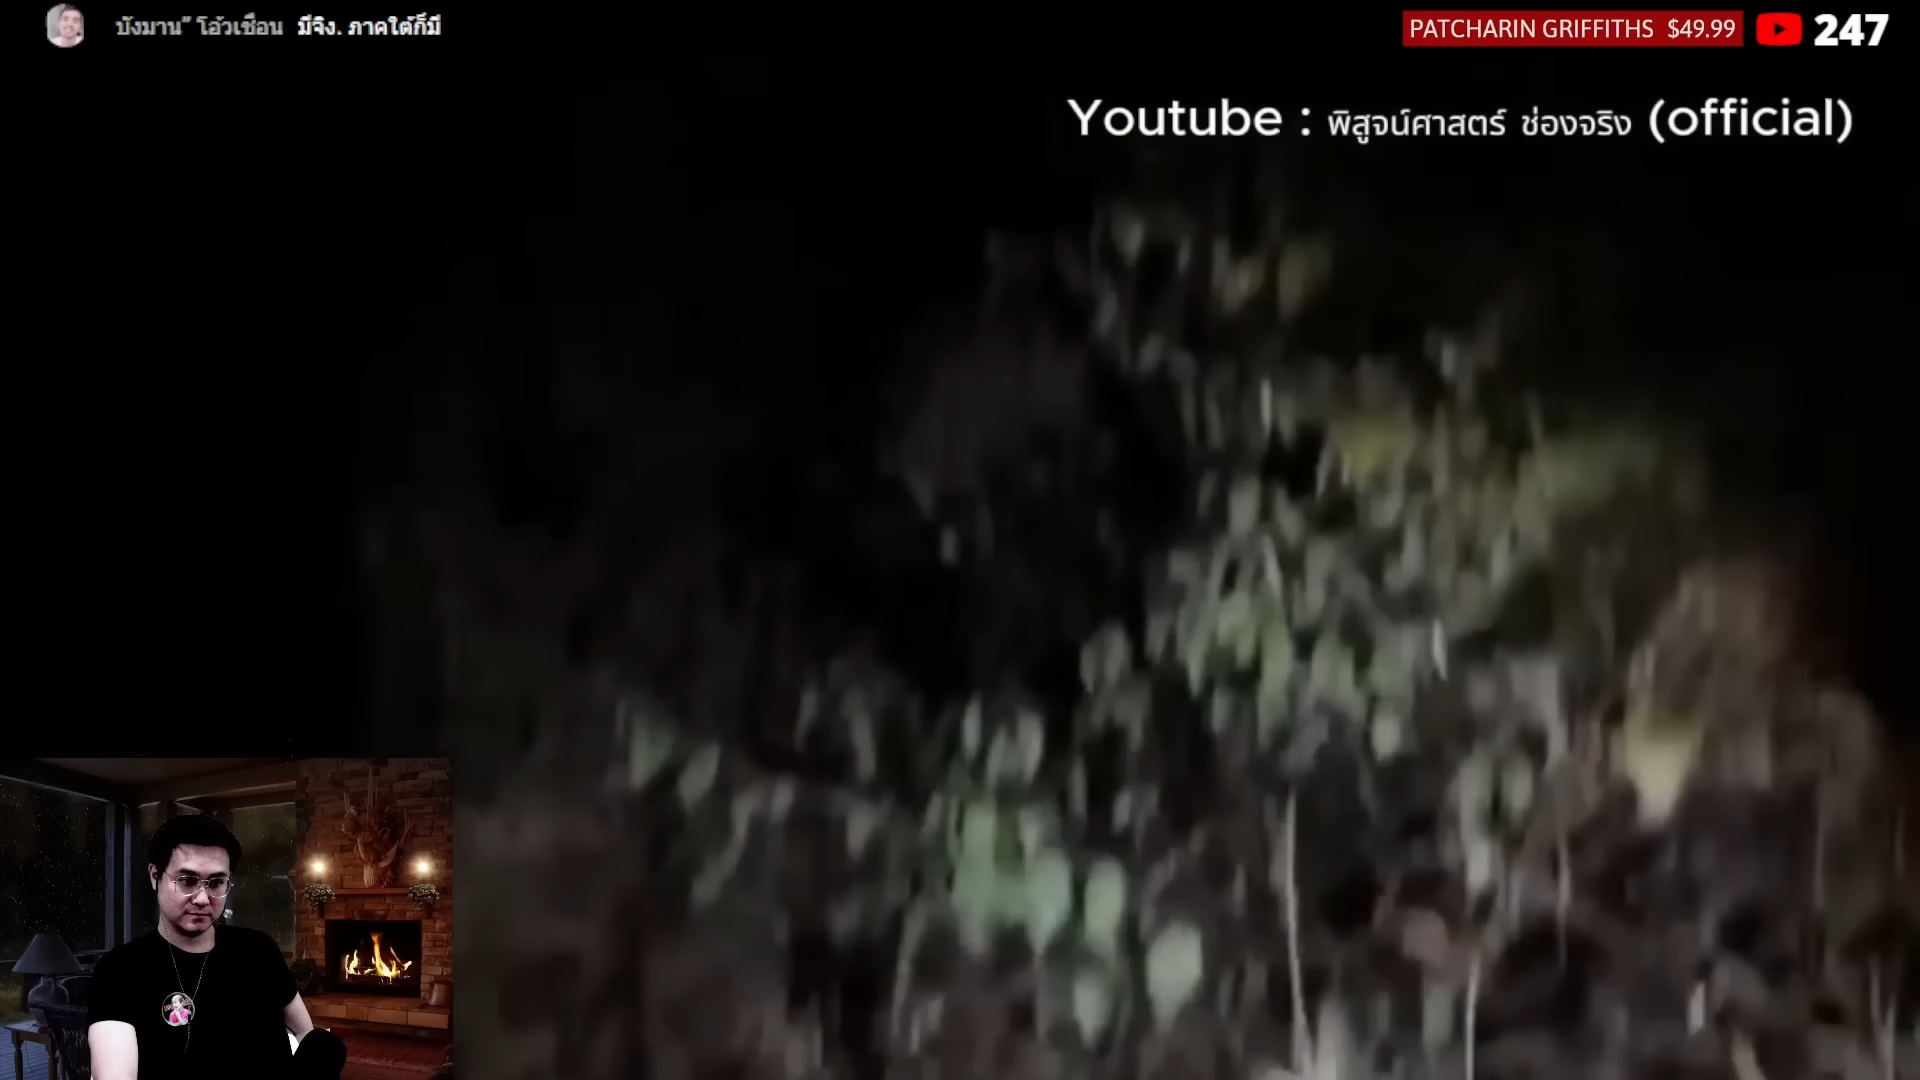 บังมาน" โอ้วเชือน มีจิง. ภาคใต้ก็มี
PATCHARIN GRIFFITHS $49.99
247
Youtube : พิสูจน์ศาสตร์ ช่องจริง (official)